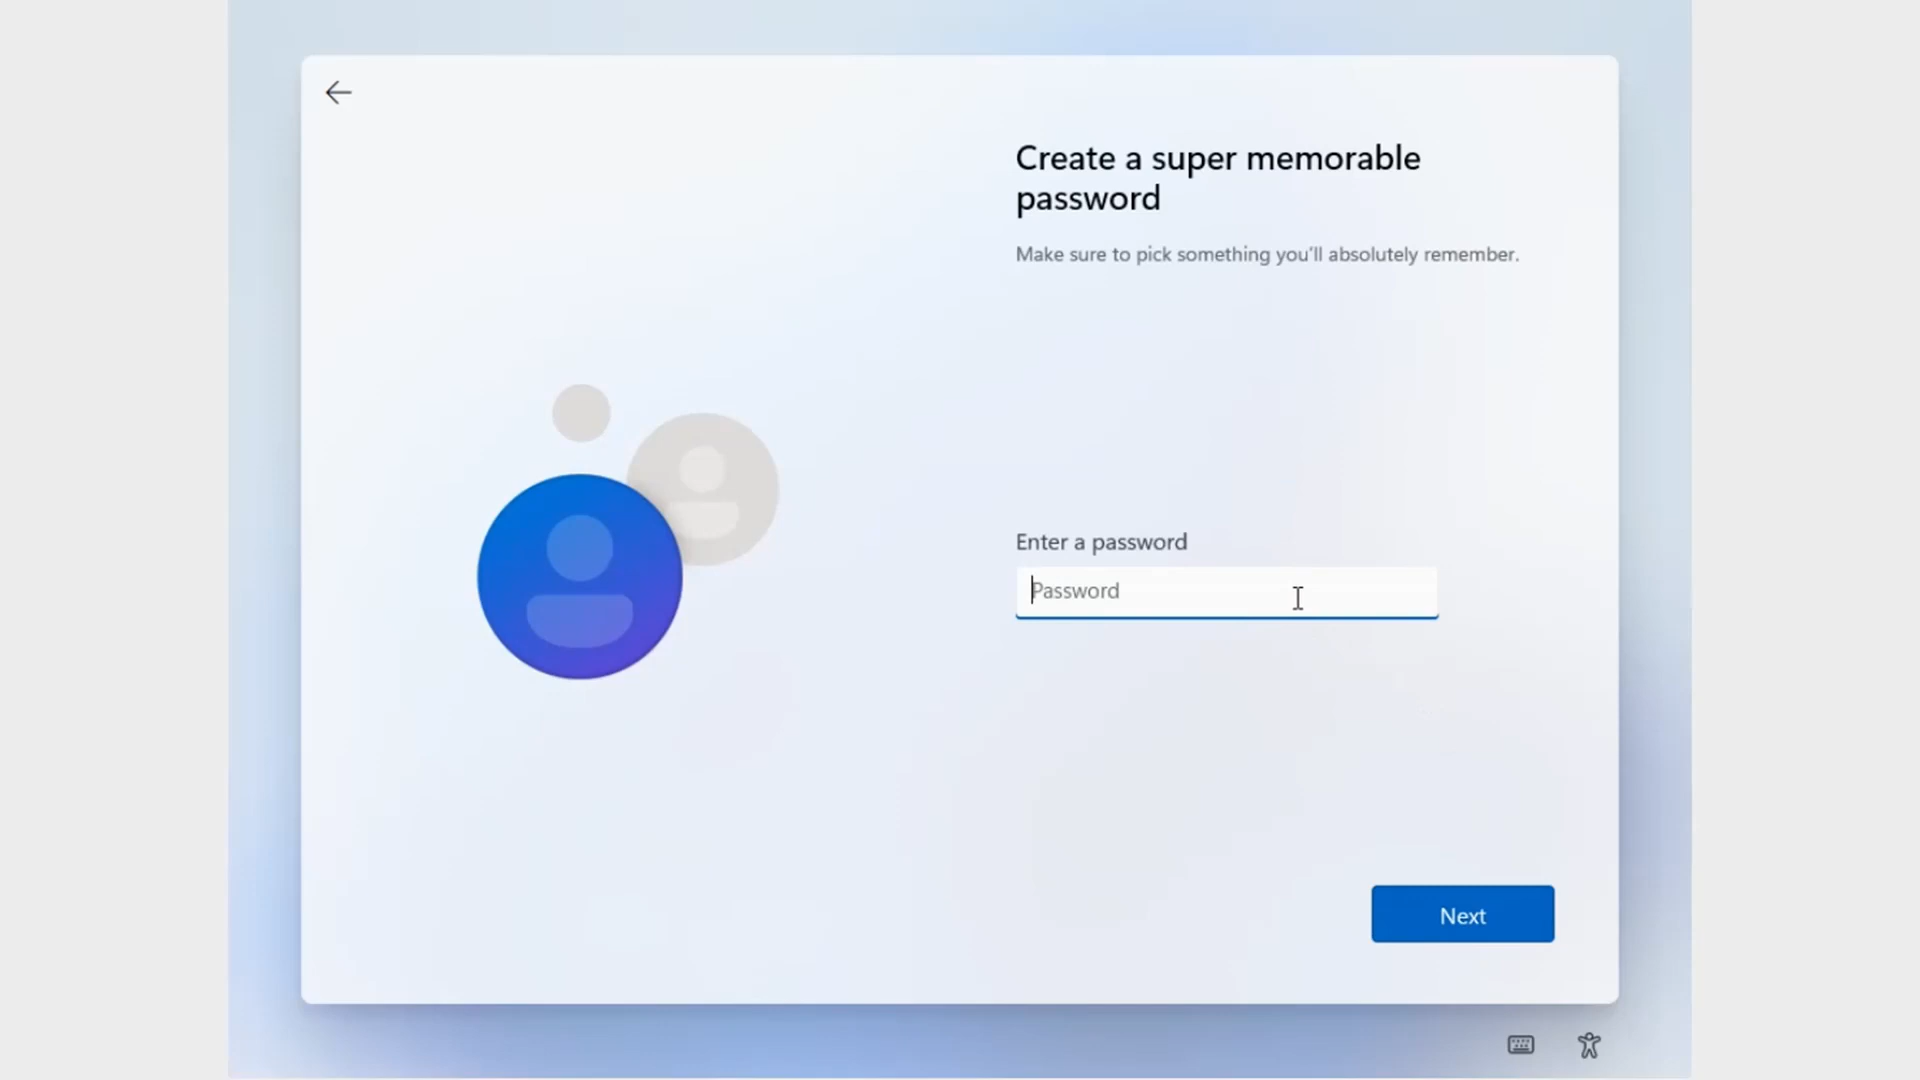 Create a super memorable
password
Make sure to pick something you'll absolutely remember.
Enter a password
Password
Next